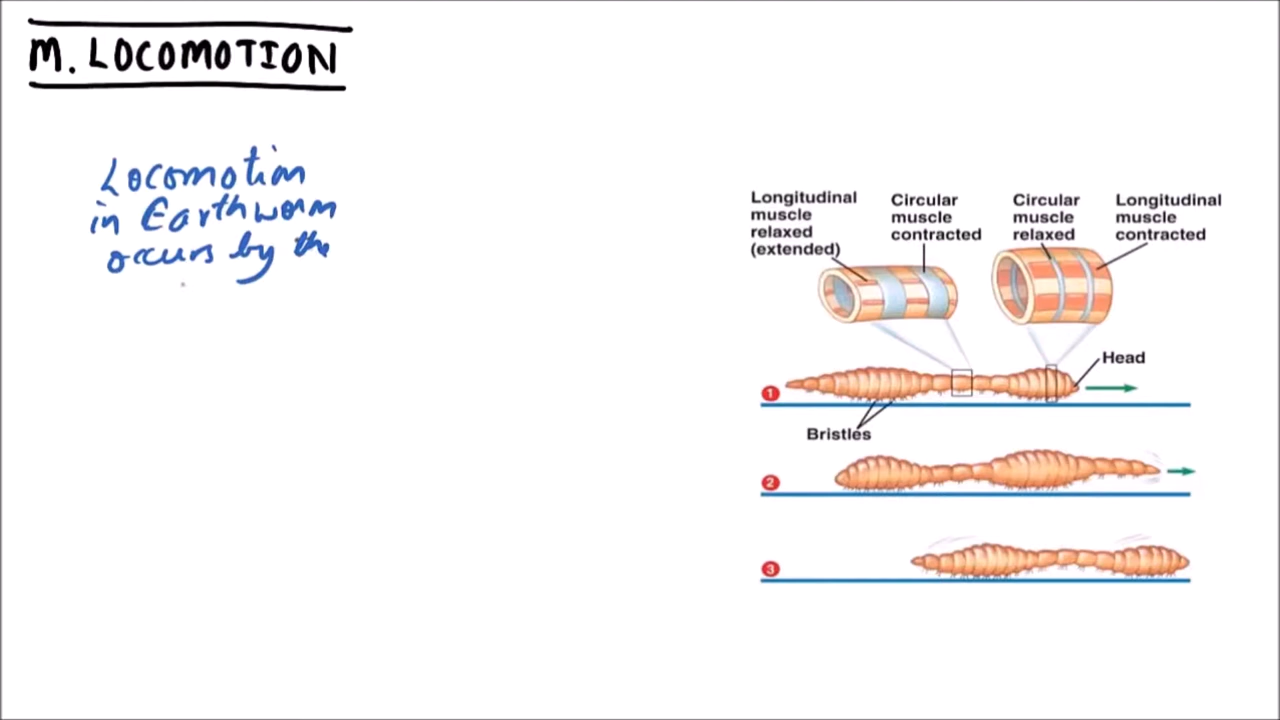 M. LOCOMOTION
Locomotion
in Earthworm
occurs by the
Longitudinal
muscle
relaxed
(extended)
Circular
muscle
contracted
Circular
muscle
relaxed
Longitudinal
muscle
contracted
Head
1
Bristles
2
3